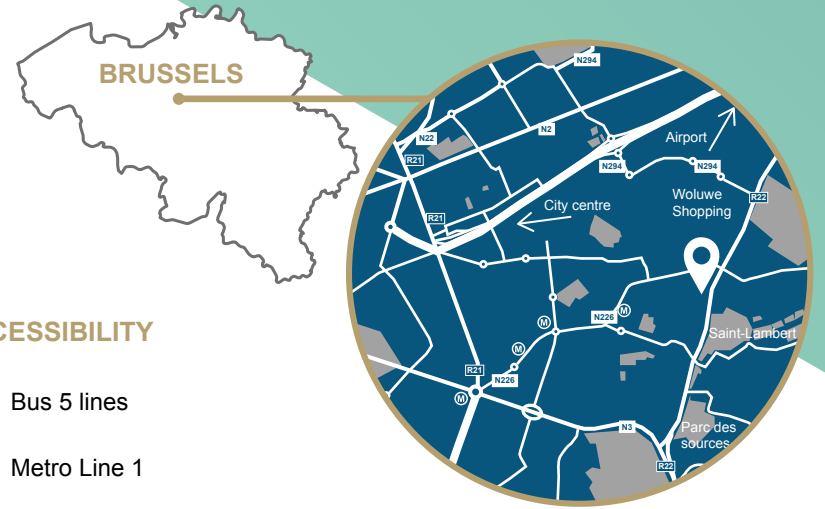 BRUSSELS
N294
N22
N2
R21
Airport
N294
N294
R22
Woluwe
Shopping
City centre
R21
M
N226
M
Saint-Lambert
M
R21
N226
M
N3
Parc des
sources
R22
CESSIBILITY
Bus 5 lines
Metro Line 1